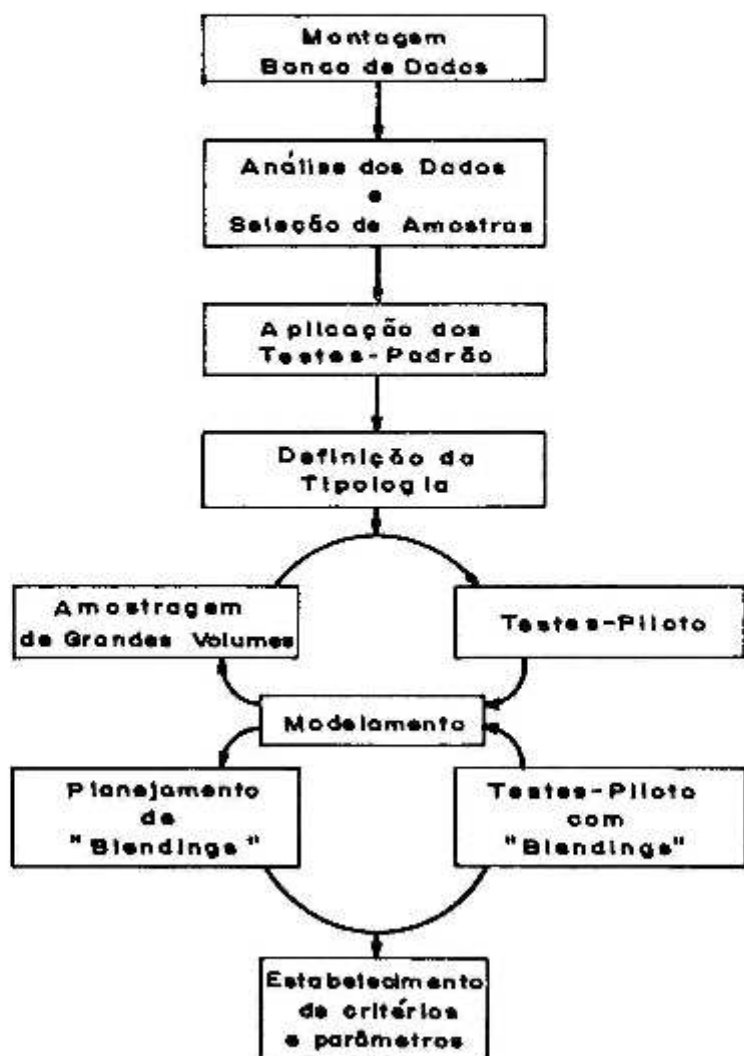 Montagem
Banco de Dados
Análise dos Dados
e
Seleção de Amostras
Aplicação dos
Testes-Padrão
Definição da
Tipologia
Amostragem
de Grandes Volumes
Testes-Piloto
Modelamento
Planejamento
de
"Blendings"
Testes-Piloto
com
"Blendings"
Estabelecimento
de critérios
e parâmetros